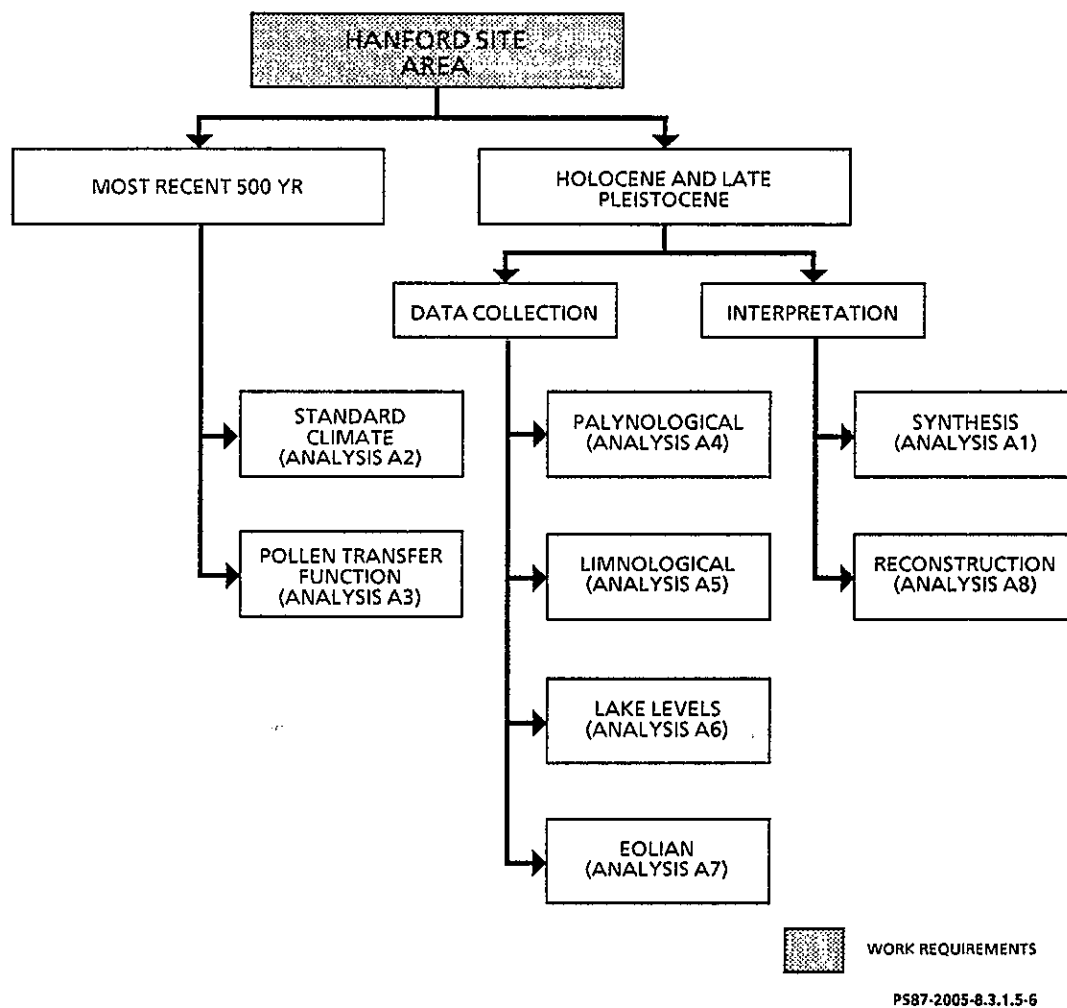 HANFORD SITE
AREA
MOST RECENT 500 YR
HOLOCENE AND LATE
PLEISTOCENE
DATA COLLECTION
INTERPRETATION
STANDARD
CLIMATE
(ANALYSIS A2)
PALYNOLOGICAL
(ANALYSIS A4)
SYNTHESIS
(ANALYSIS A1)
POLLEN TRANSFER
FUNCTION
(ANALYSIS A3)
LIMNOLOGICAL
(ANALYSIS A5)
RECONSTRUCTION
(ANALYSIS A8)
LAKE LEVELS
(ANALYSIS A6)
EOLIAN
(ANALYSIS A7)
WORK REQUIREMENTS
PS87-2005-8.3.1.5-6